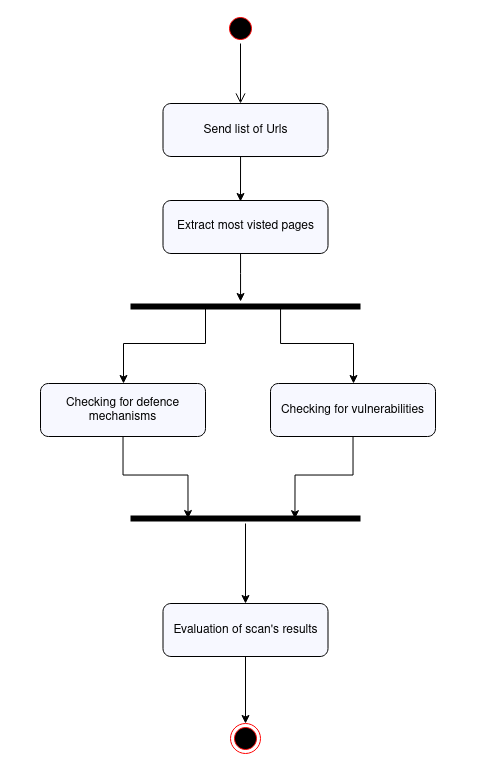 Send list of Urls
Extract most visted pages
Checking for defence
mechanisms
Checking for vulnerabilities
Evaluation of scan's results